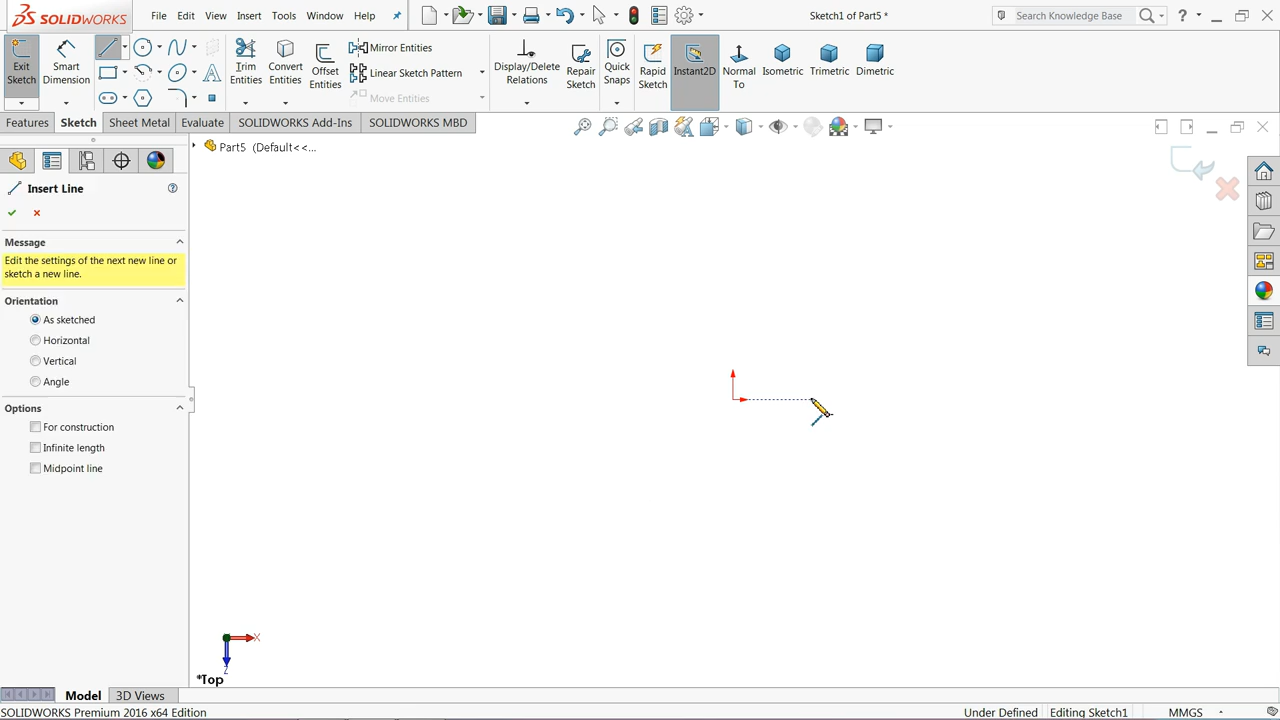 SOLIDWORKS File Edit View Insert Tools Window Help Sketch1 of Part5 * Search Knowledge Base ?
Exit Sketch
Smart Dimension
Trim Entities
Convert Entities
Offset Entities
Mirror Entities
Linear Sketch Pattern
Move Entities
Display/Delete Relations
Repair Sketch
Quick Snaps
Rapid Sketch
Instant2D
Normal To
Isometric
Trimetric
Dimetric
Features Sketch Sheet Metal Evaluate SOLIDWORKS Add-Ins SOLIDWORKS MBD
Part5 (Default<<...
Insert Line
Message
Edit the settings of the next new line or
sketch a new line.
Orientation
As sketched
Horizontal
Vertical
Angle
Options
For construction
Infinite length
Midpoint line
X
Z
*Top
Model 3D Views
SOLIDWORKS Premium 2016 x64 Edition Under Defined Editing Sketch1 MMGS